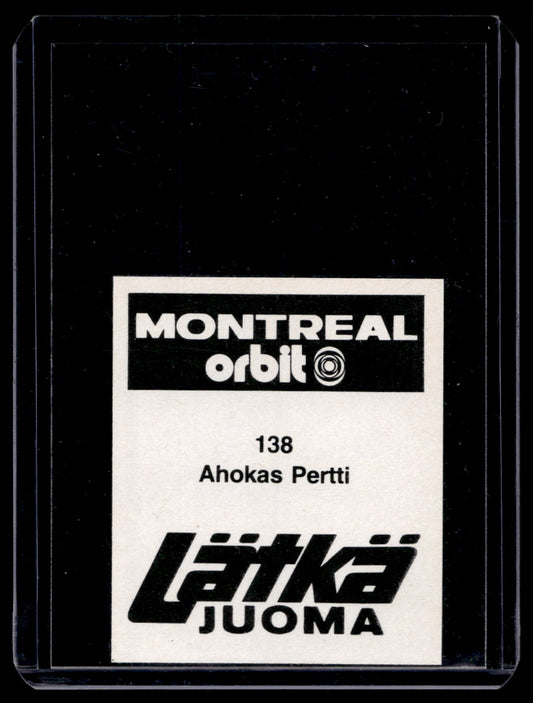 MONTREAL
orbit
138
Ahokas Pertti
Lätkä
JUOMA